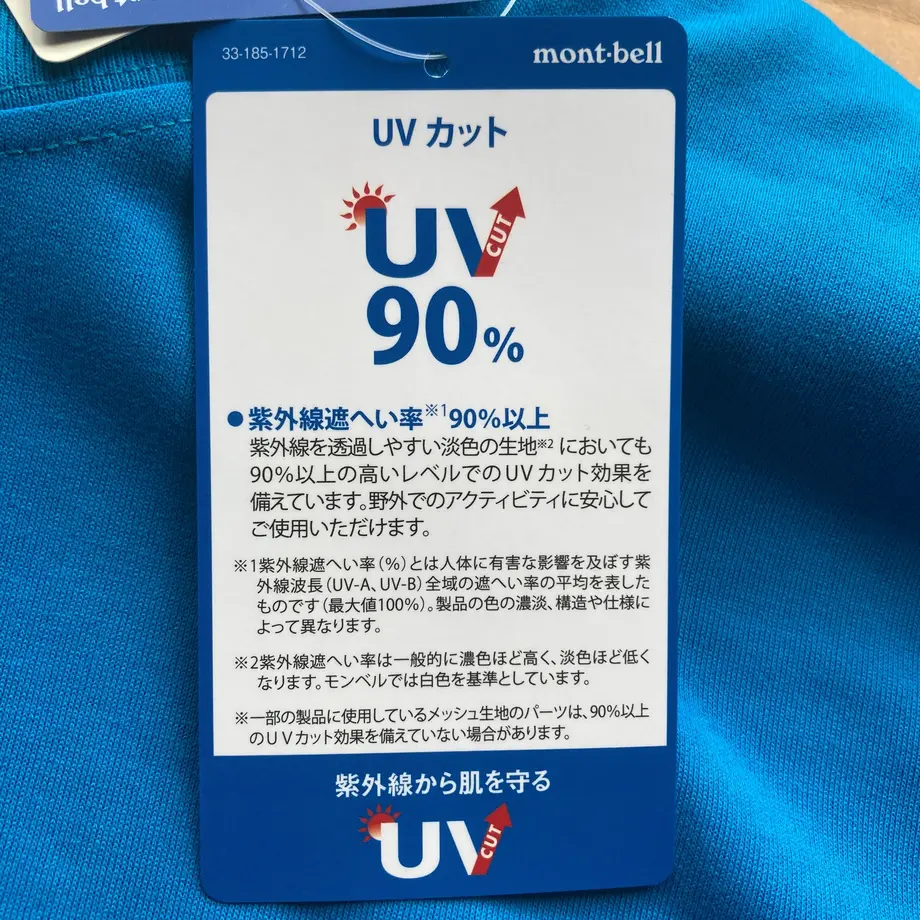 33-185-1712
mont·bell
UV カット
UV CUT
90%
●紫外線遮へい率※1 90%以上
紫外線を透過しやすい淡色の生地※2 においても
90%以上の高いレベルでのUVカット効果を
備えています。野外でのアクティビティに安心して
ご使用いただけます。
※1紫外線遮へい率(%)とは人体に有害な影響を及ぼす紫
外線波長(UV-A、UV-B)全域の遮へい率の平均を表した
ものです(最大値100%)。製品の色の濃淡、構造や仕様に
よって異なります。
※2紫外線遮へい率は一般的に濃色ほど高く、淡色ほど低く
なります。モンベルでは白色を基準としています。
※一部の製品に使用しているメッシュ生地のパーツは、90%以上
のUVカット効果を備えていない場合があります。
紫外線から肌を守る
UV CUT